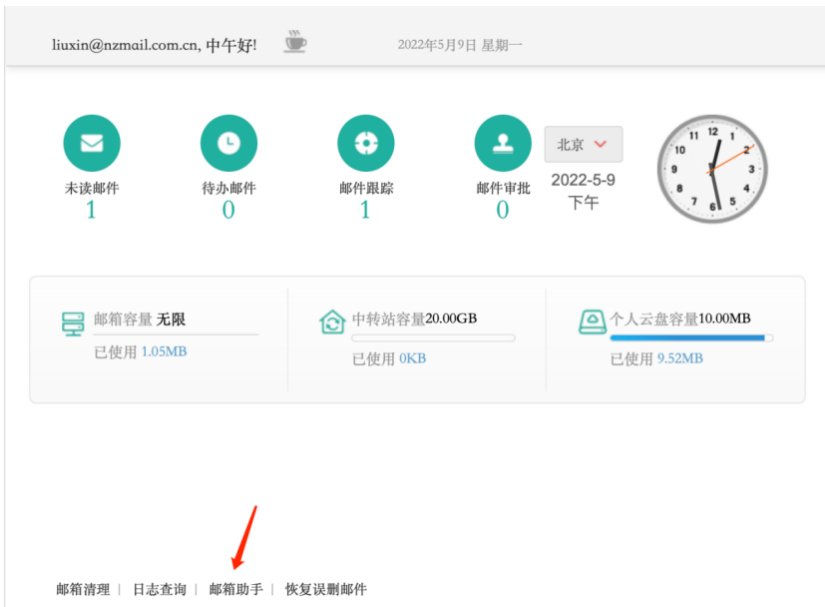 liuxin@nzmail.com.cn, 中午好!
2022年5月9日 星期一
未读邮件
1
待办邮件
0
邮件跟踪
1
邮件审批
0
北京
2022-5-9
下午
12
1
2
3
4
5
6
7
8
9
10
11
邮箱容量 无限
已使用 1.05MB
中转站容量20.00GB
已使用 0KB
个人云盘容量10.00MB
已使用 9.52MB
邮箱清理 | 日志查询 | 邮箱助手 | 恢复误删邮件